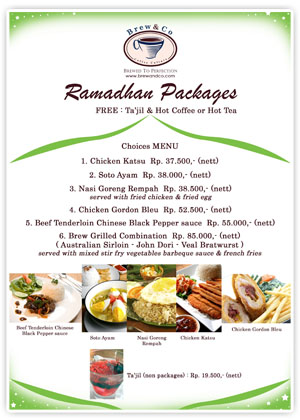 Brew & Co
BREWED TO PERFECTION
www.brewandco.com
Ramadhan Packages
FREE : Ta'jil & Hot Coffee or Hot Tea
Choices MENU
1. Chicken Katsu Rp. 37.500,- (nett)
2. Soto Ayam Rp. 38.000,- (nett)
3. Nasi Goreng Rempah Rp. 38.500,- (nett)
served with fried chicken & fried egg
4. Chicken Gordon Bleu Rp. 52.500,- (nett)
5. Beef Tenderloin Chinese Black Pepper sauce Rp. 55.000,- (nett)
6. Brew Grilled Combination Rp. 85.000,- (nett)
( Australian Sirloin - John Dori - Veal Bratwurst )
served with mixed stir fry vegetables barbeque sauce & french fries
Beef Tenderloin Chinese
Black Pepper sauce
Soto Ayam
Nasi Goreng
Rempah
Chicken Katsu
Chicken Gordon Bleu
Ta'jil (non packages) : Rp. 19.500,- (nett)